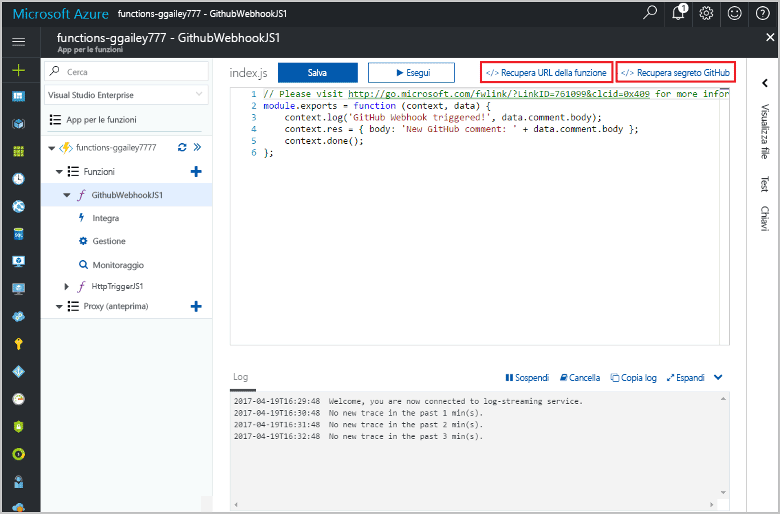 Microsoft Azure functions-ggailey777 - GithubWebhookJS1
1
functions-ggailey777 - GithubWebhookJS1
App per le funzioni
Cerca
Visual Studio Enterprise
App per le funzioni
functions-ggailey7777
Funzioni
GithubWebhookJS1
Integra
Gestione
Monitoraggio
HttpTriggerJS1
Proxy (anteprima)
index.js
Salva
Esegui
</> Recupera URL della funzione
</> Recupera segreto GitHub
1 // Please visit http://go.microsoft.com/fwlink/?LinkID=761099&clcid=0x409 for more infor
2 module.exports = function (context, data) {
3 context.log('GitHub Webhook triggered!', data.comment.body);
4 context.res = { body: 'New GitHub comment: ' + data.comment.body };
5 context.done();
6 };
Visualizza file
Test
Chiavi
Log
Sospendi
Cancella
Copia log
Espandi
2017-04-19T16:29:48 Welcome, you are now connected to log-streaming service.
2017-04-19T16:30:48 No new trace in the past 1 min(s).
2017-04-19T16:31:48 No new trace in the past 2 min(s).
2017-04-19T16:32:48 No new trace in the past 3 min(s).